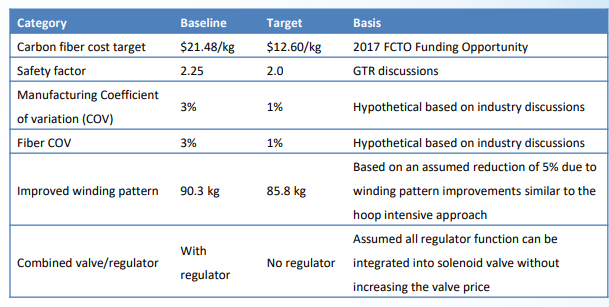 Category Baseline Target Basis
Carbon fiber cost target $21.48/kg $12.60/kg 2017 FCTO Funding Opportunity
Safety factor 2.25 2.0 GTR discussions
Manufacturing Coefficient
of variation (COV) 3% 1% Hypothetical based on industry discussions
Fiber COV 3% 1% Hypothetical based on industry discussions
Based on an assumed reduction of 5% due to
Improved winding pattern 90.3 kg 85.8 kg winding pattern improvements similar to the
hoop intensive approach
Combined valve/regulator With
regulator No regulator Assumed all regulator function can be
integrated into solenoid valve without
increasing the valve price